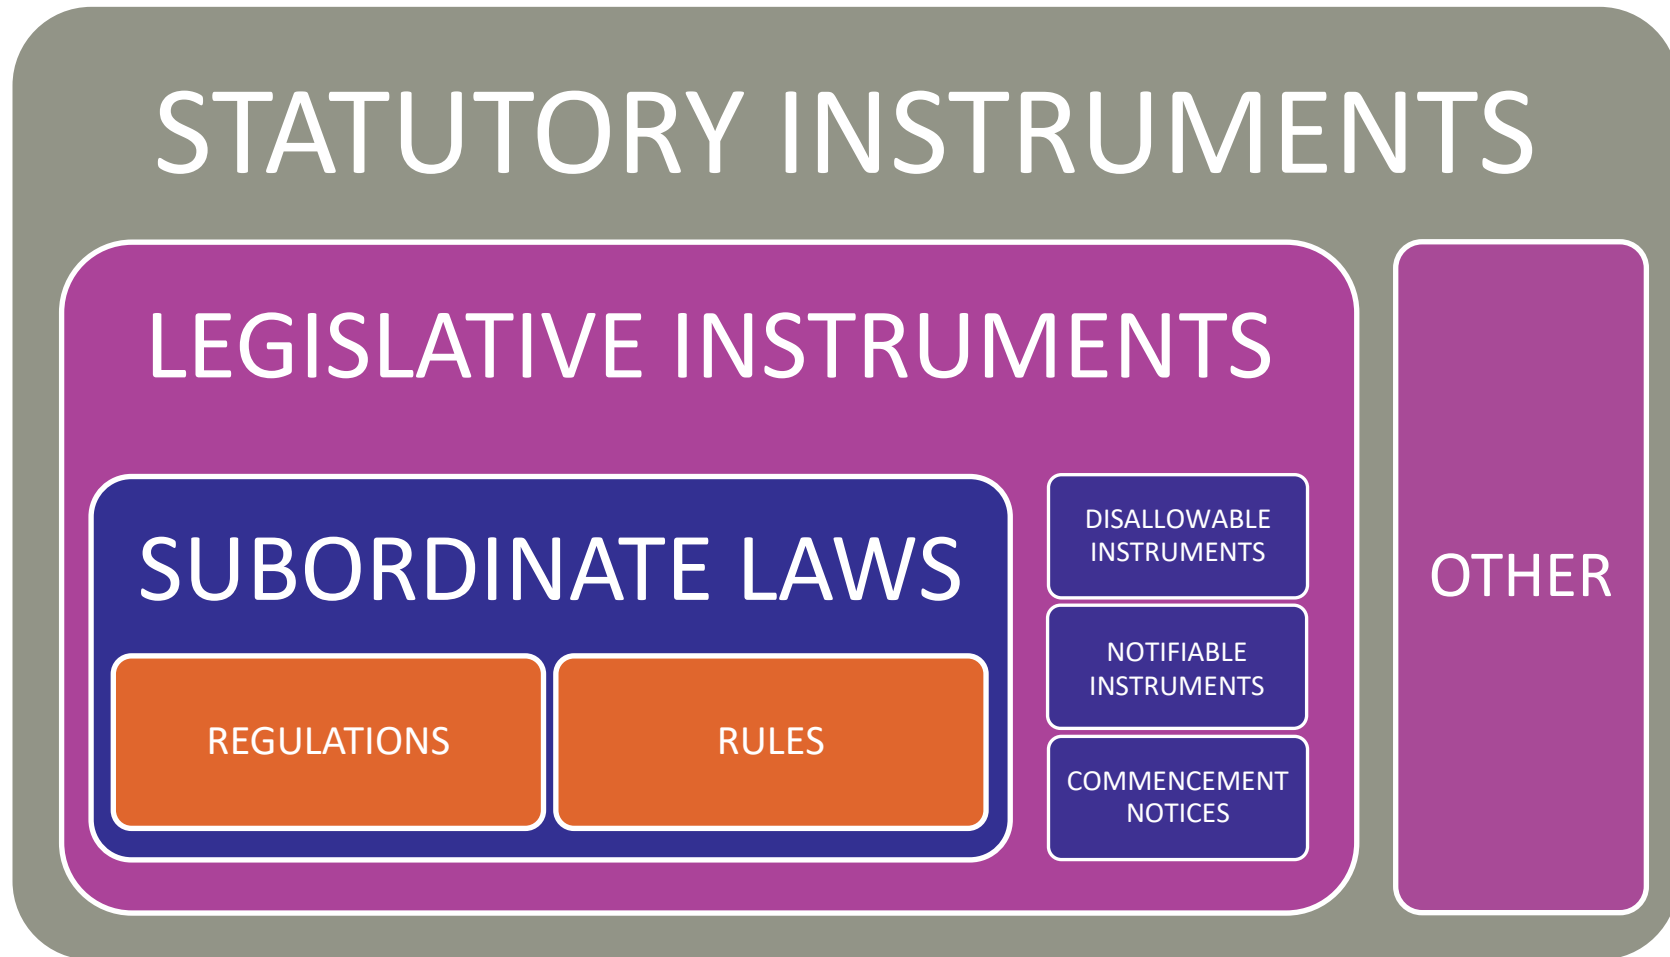 STATUTORY INSTRUMENTS
LEGISLATIVE INSTRUMENTS
SUBORDINATE LAWS
REGULATIONS
RULES
DISALLOWABLE
INSTRUMENTS
NOTIFIABLE
INSTRUMENTS
COMMENCEMENT
NOTICES
OTHER